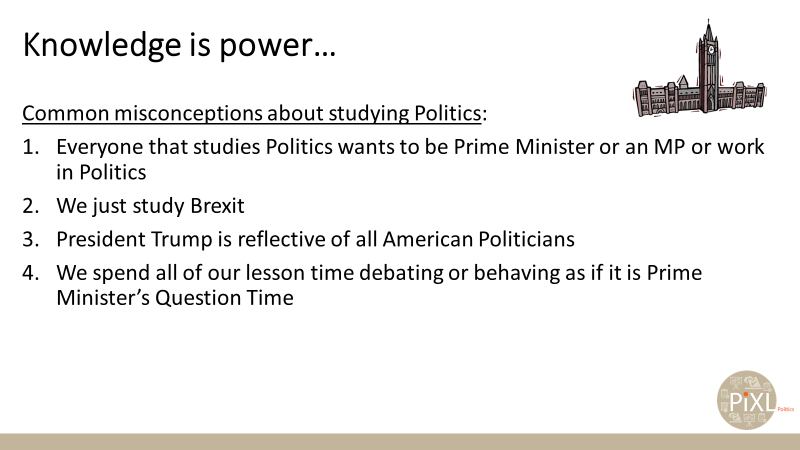 Knowledge is power…
Common misconceptions about studying Politics:
1. Everyone that studies Politics wants to be Prime Minister or an MP or work
in Politics
2. We just study Brexit
3. President Trump is reflective of all American Politicians
4. We spend all of our lesson time debating or behaving as if it is Prime
Minister’s Question Time
PiXL Politics